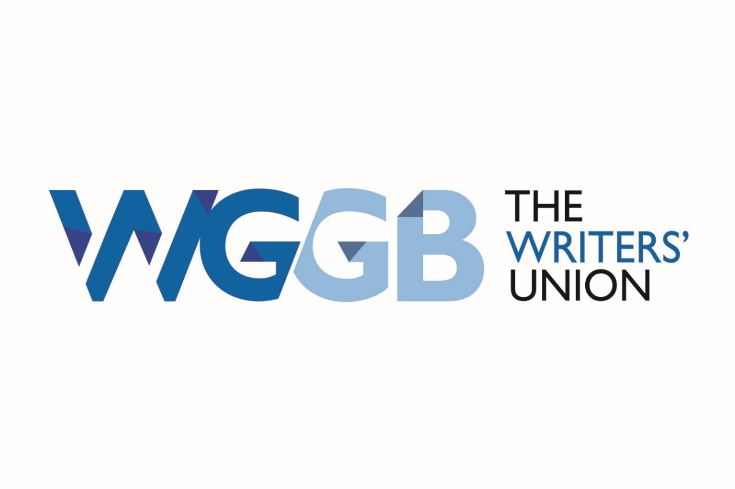 WGGB
THE
WRITERS’
UNION